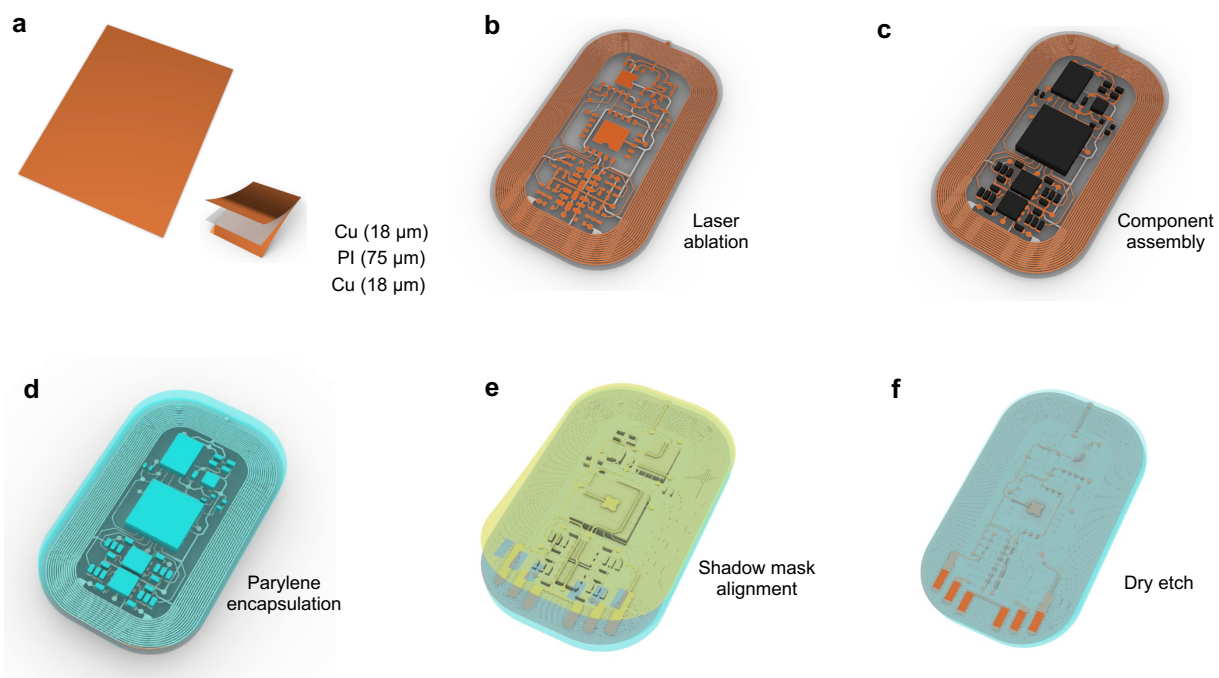 a
b
c
Cu (18 μm)
PI (75 μm)
Cu (18 μm)
Laser
ablation
Component
assembly
d
e
f
Parylene
encapsulation
Shadow mask
alignment
Dry etch